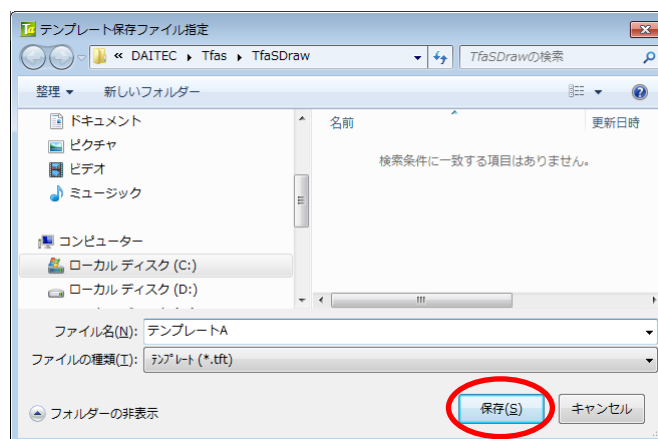 テンプレート保存ファイル指定
« DAITEC ▸ Tfas ▸ TfaSDraw
TfaSDrawの検索
整理 ▼ 新しいフォルダー
ドキュメント
ピクチャ
ビデオ
ミュージック
コンピューター
ローカル ディスク (C:)
ローカル ディスク (D:)
名前 更新日時
検索条件に一致する項目はありません。
ファイル名(N): テンプレートA
ファイルの種類(T): ﾃﾝﾌﾟﾚｰﾄ (*.tft)
フォルダーの非表示
保存(S) キャンセル